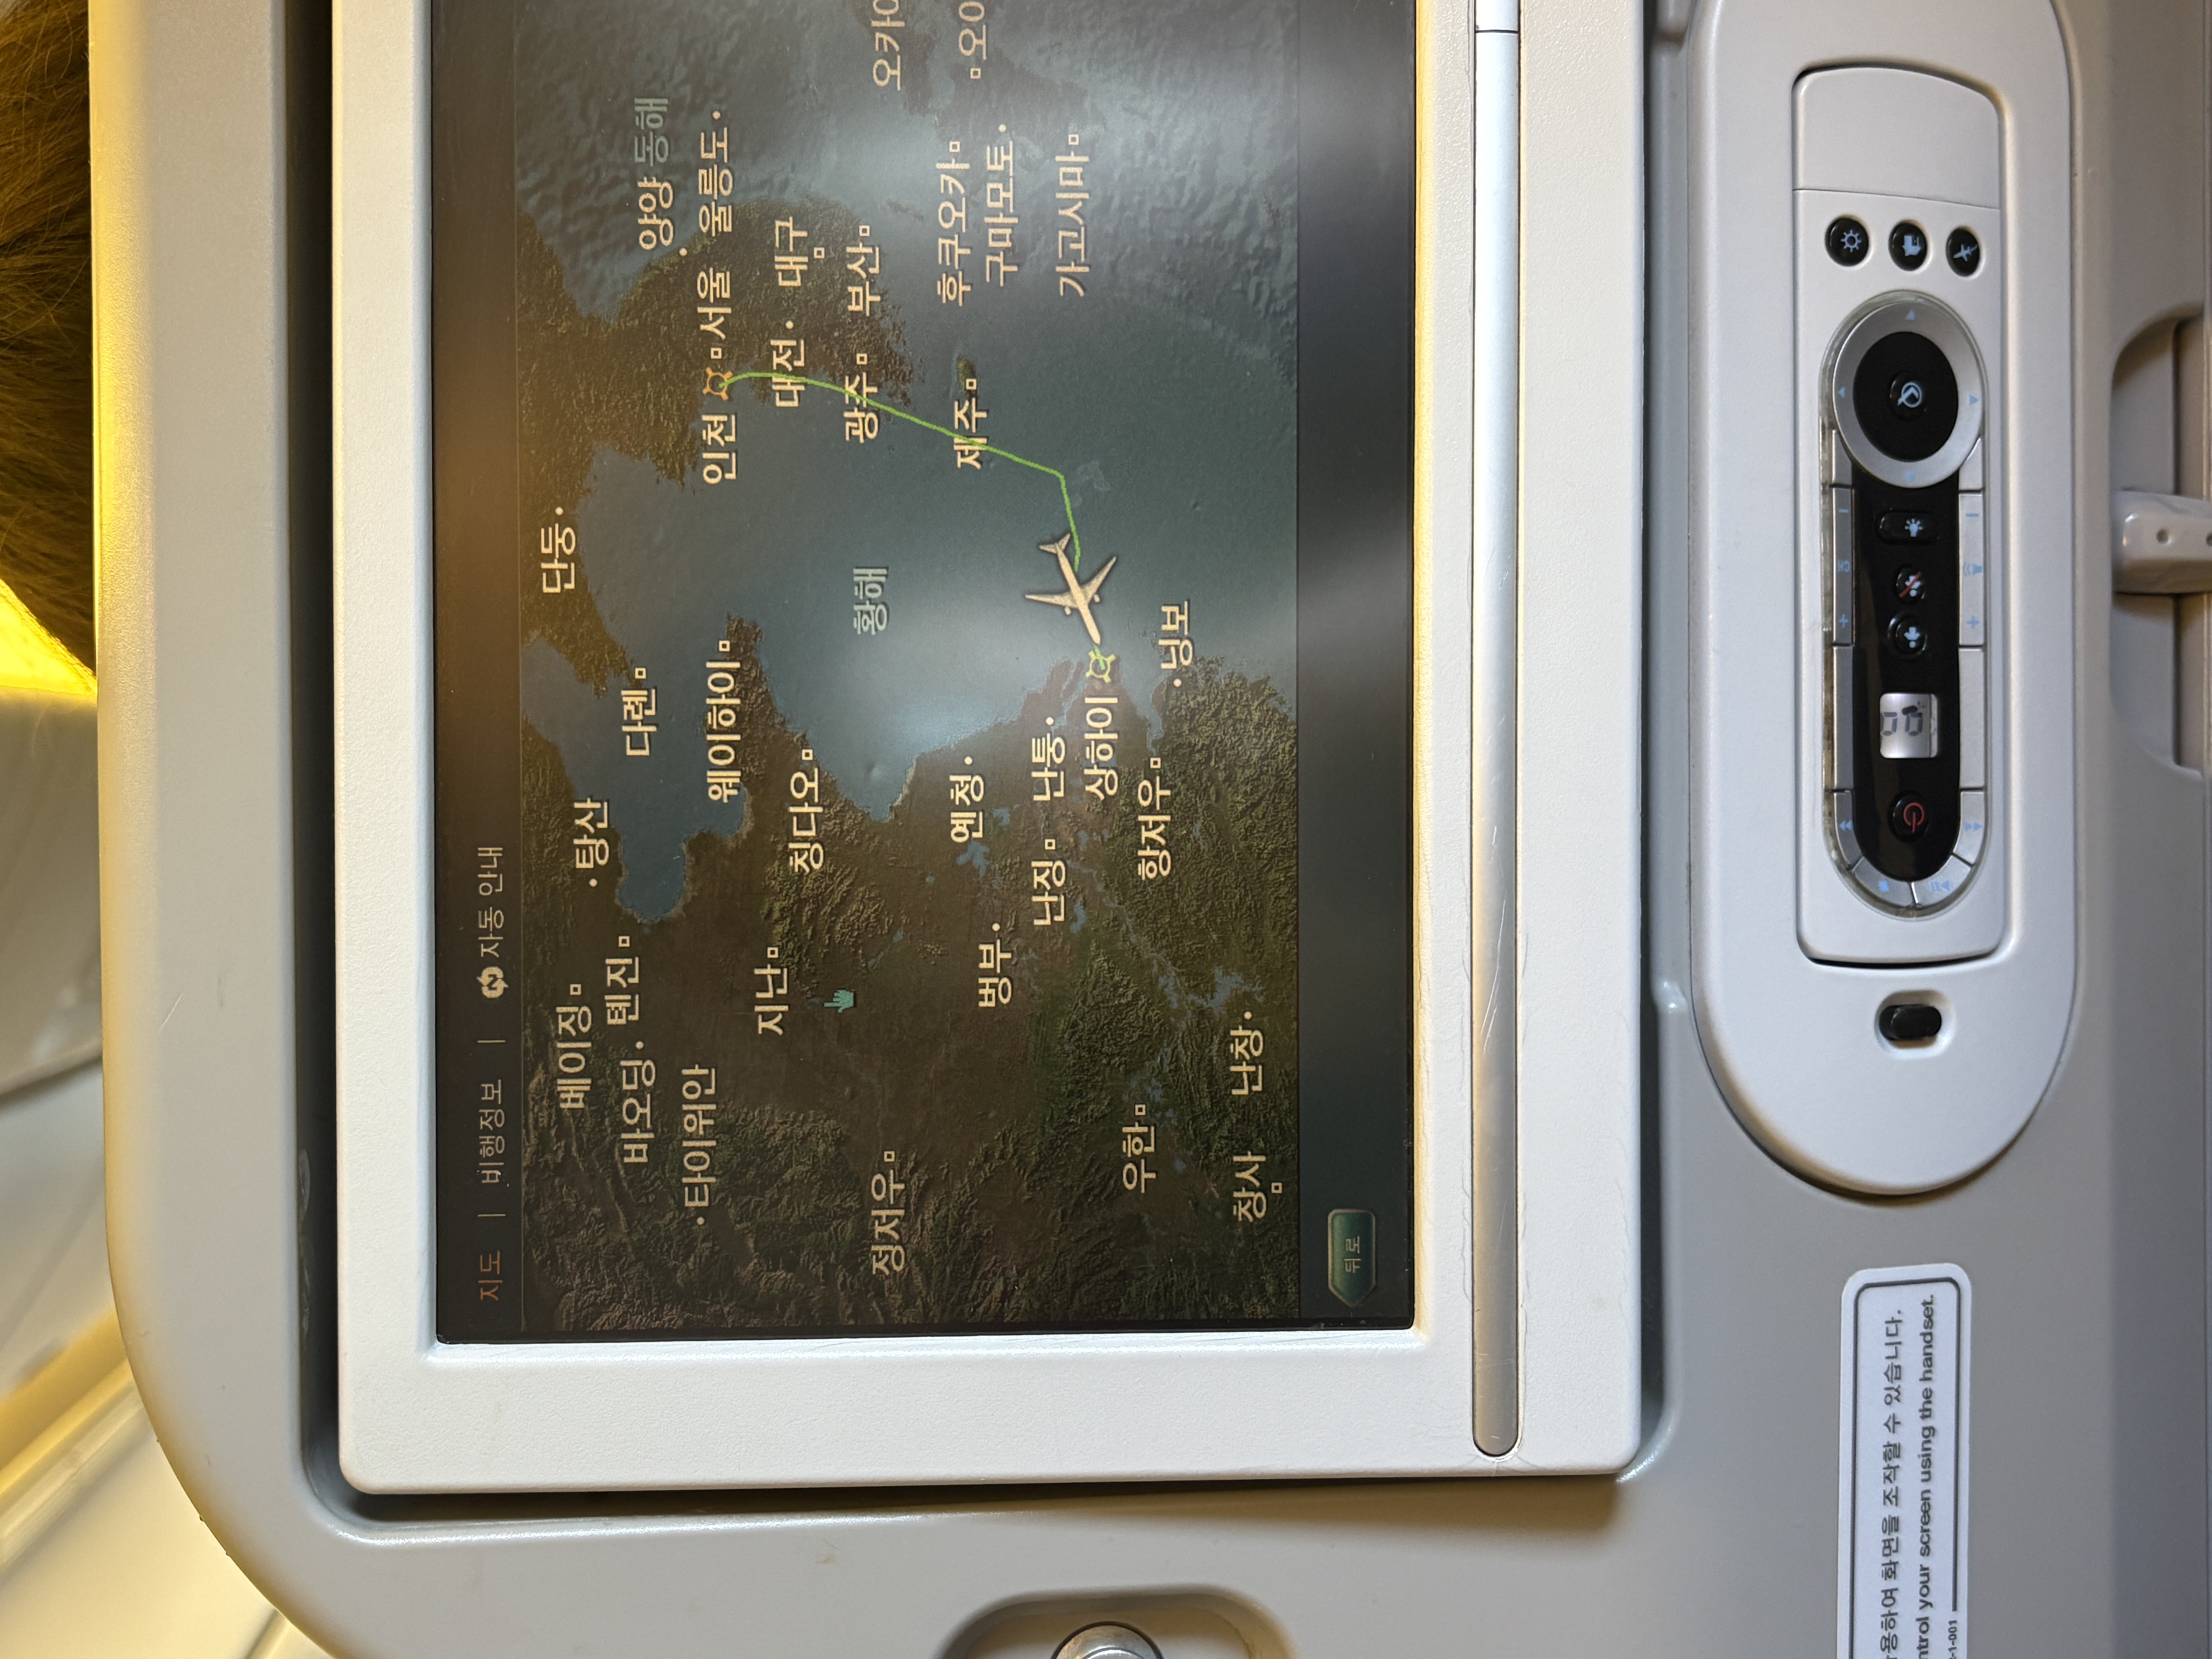 지도 | 비행정보 | 자동 안내
단둥
베이징
탕산
톈진
바오딩
다롄
양양 동해
타이위안
웨이하이
인천 서울 울릉도
지난
대전 대구
칭다오
광주 부산
황해
정저우
옌청
제주
후쿠오카
벙부
구마모토
난징 난퉁
가고시마
상하이
우한
항저우
닝보
창사 난창
뒤로
화면을 조작할 수 있습니다.
your screen using the handset.
-1-001
CH